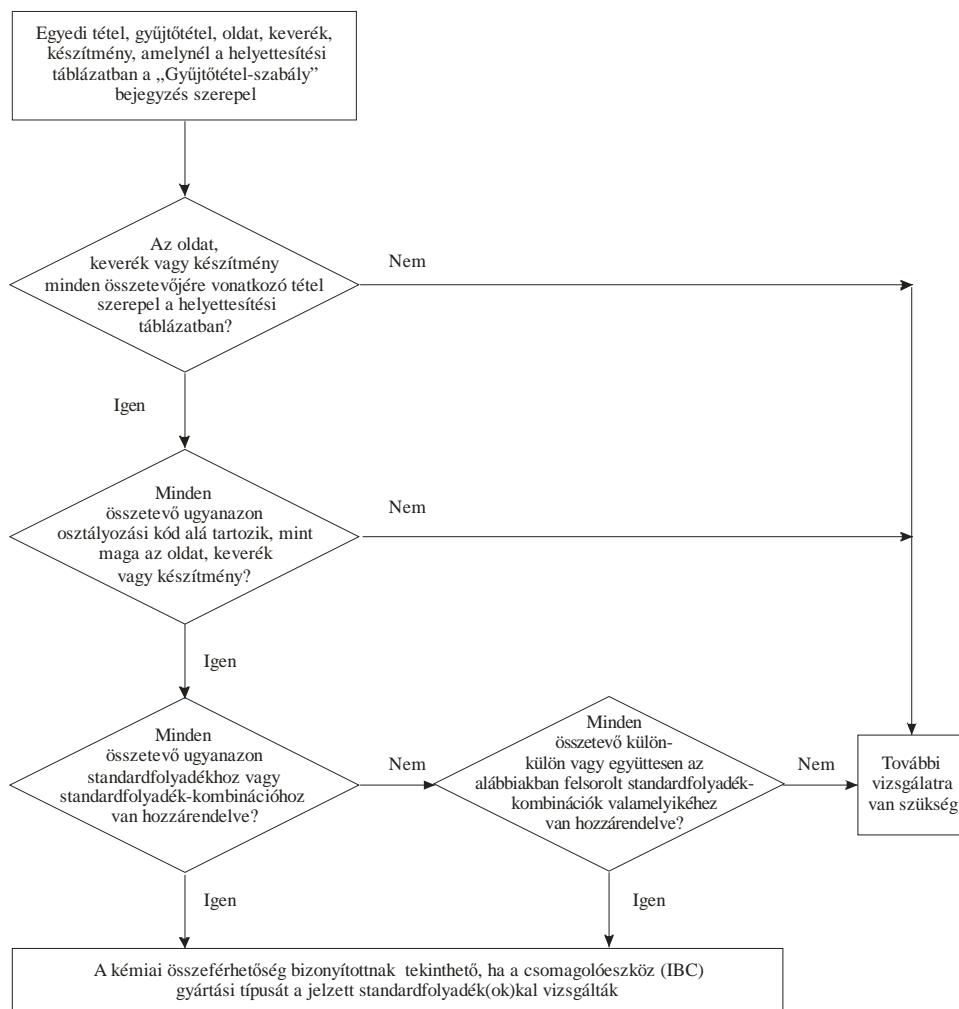 Egyedi tétel, gyűjtőtétel, oldat, keverék,
készítmény, amelynél a helyettesítési
táblázatban a „Gyűjtőtétel-szabály”
bejegyzés szerepel
Az oldat,
keverék vagy készítmény
minden összetevőjére vonatkozó tétel
szerepel a helyettesítési
táblázatban?
Nem
Igen
Minden
összetevő ugyanazon
osztályozási kód alá tartozik, mint
maga az oldat, keverék
vagy készítmény?
Nem
Igen
Minden
összetevő ugyanazon
standardfolyadékhoz vagy
standardfolyadék-kombinációhoz
van hozzárendelve?
Nem
Minden
összetevő külön-
külön vagy együttesen az
alábbiakban felsorolt standardfolyadék-
kombinációk valamelyikéhez
van hozzárendelve?
Nem
További
vizsgálatra
van szükség
Igen
Igen
A kémiai összeférhetőség bizonyítottnak tekinthető, ha a csomagolóeszköz (IBC)
gyártási típusát a jelzett standardfolyadék(ok)kal vizsgálták